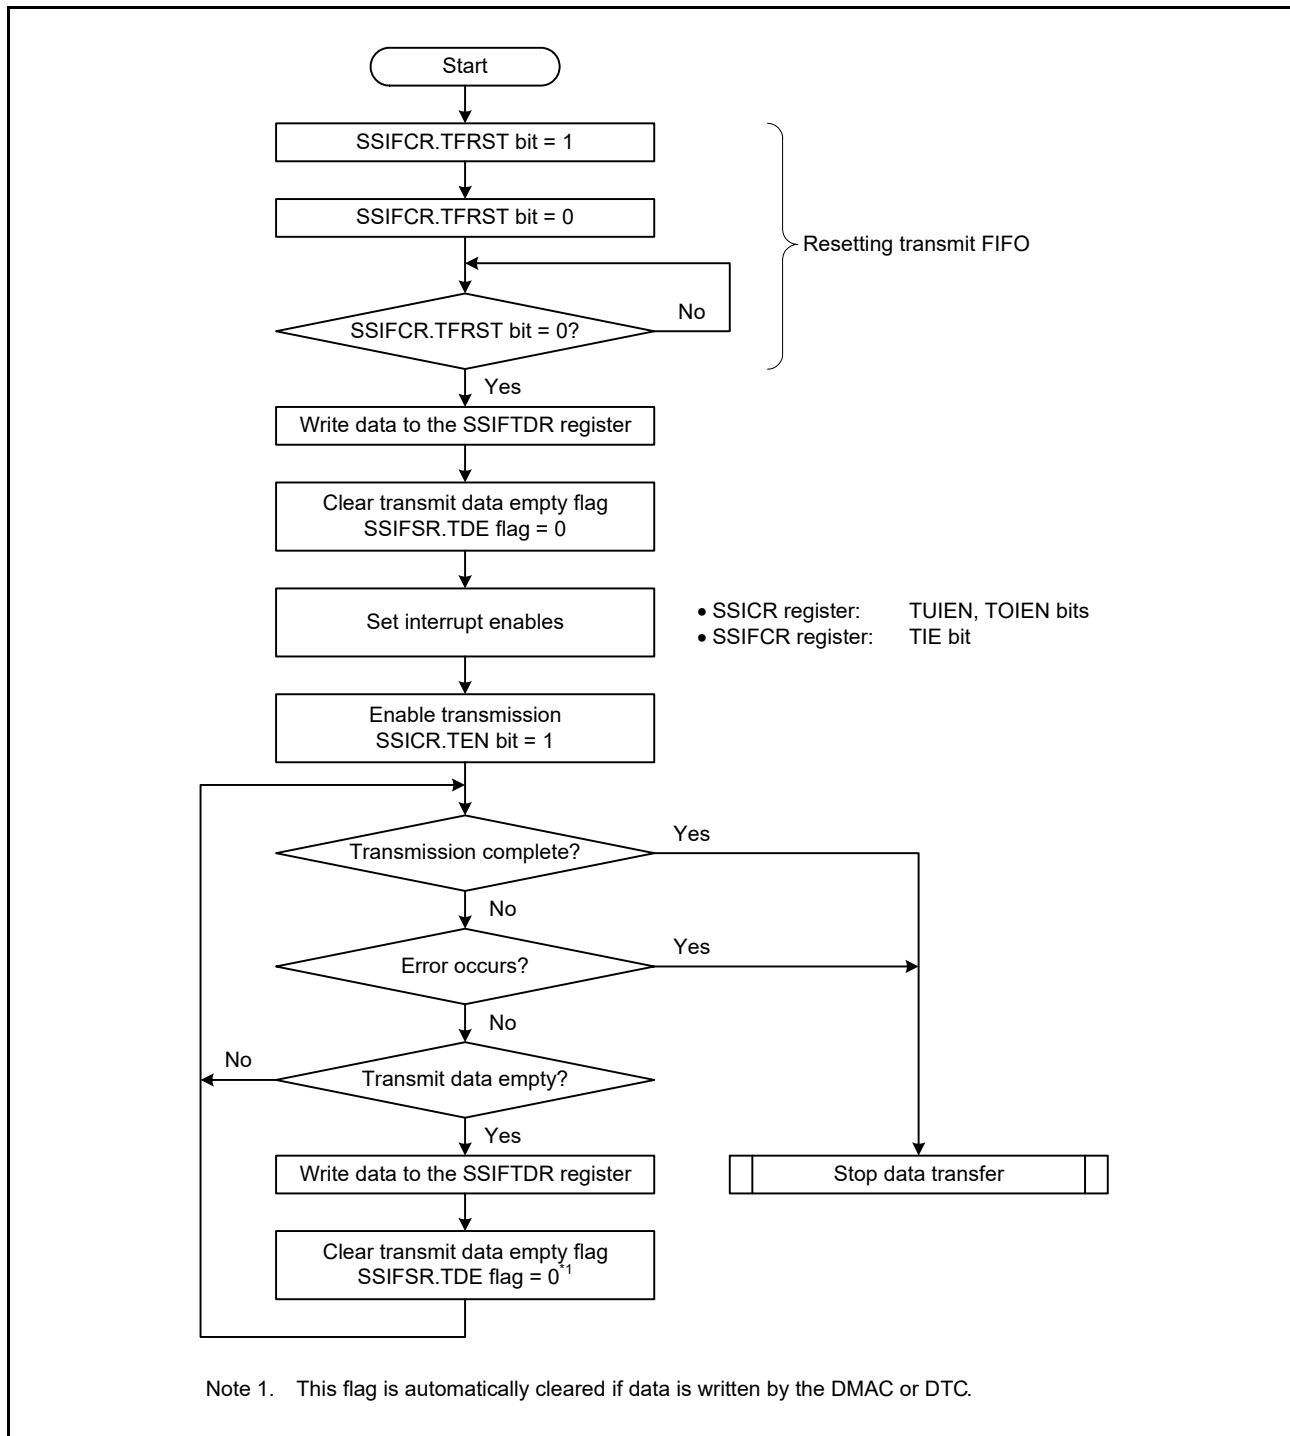 Start
SSIFCR.TFRST bit = 1
SSIFCR.TFRST bit = 0
Resetting transmit FIFO
No
SSIFCR.TFRST bit = 0?
Yes
Write data to the SSIFTDR register
Clear transmit data empty flag
SSIFSR.TDE flag = 0
Set interrupt enables
• SSICR register: TUIEN, TOIEN bits
• SSIFCR register: TIE bit
Enable transmission
SSICR.TEN bit = 1
Yes
Transmission complete?
No
Yes
Error occurs?
No
No
Transmit data empty?
Yes
Write data to the SSIFTDR register
Stop data transfer
Clear transmit data empty flag
SSIFSR.TDE flag = 0*1
Note 1. This flag is automatically cleared if data is written by the DMAC or DTC.